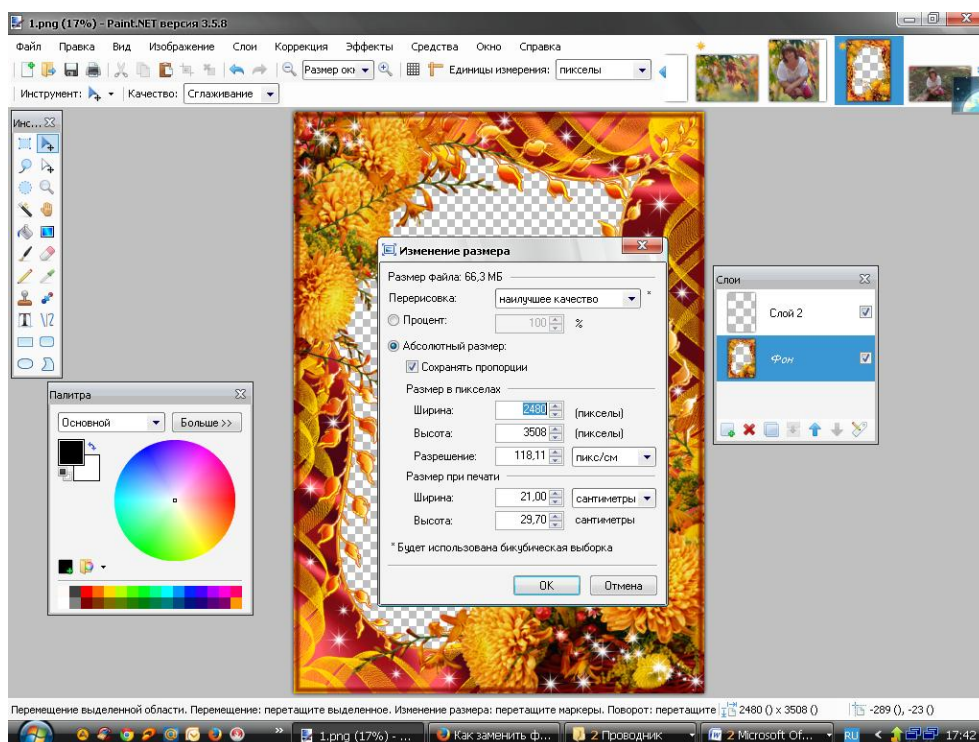 1.png (17%) - Paint.NET версия 3.5.8
Файл Правка Вид Изображение Слои Коррекция Эффекты Средства Окно Справка
Размер окн Единицы измерения: пикселы
Инструмент: Качество: Сглаживание
Инс...
Изменение размера
Размер файла: 66,3 МБ
Перерисовка: наилучшее качество *
Процент: 100 %
Абсолютный размер:
Сохранять пропорции
Размер в пикселах
Ширина: 2480 (пикселы)
Высота: 3508 (пикселы)
Разрешение: 118,11 пикс/см
Размер при печати
Ширина: 21,00 сантиметры
Высота: 29,70 сантиметры
* Будет использована бикубическая выборка
OK Отмена
Слои
Слой 2
Фон
Палитра
Основной Больше >>
Перемещение выделенной области. Перемещение: перетащите выделенное. Изменение размера: перетащите маркеры. Поворот: перетащите 2480 () x 3508 () -289 (), -23 ()
1.png (17%) - ... Как заменить ф... 2 Проводник 2 Microsoft Of... RU 17:42